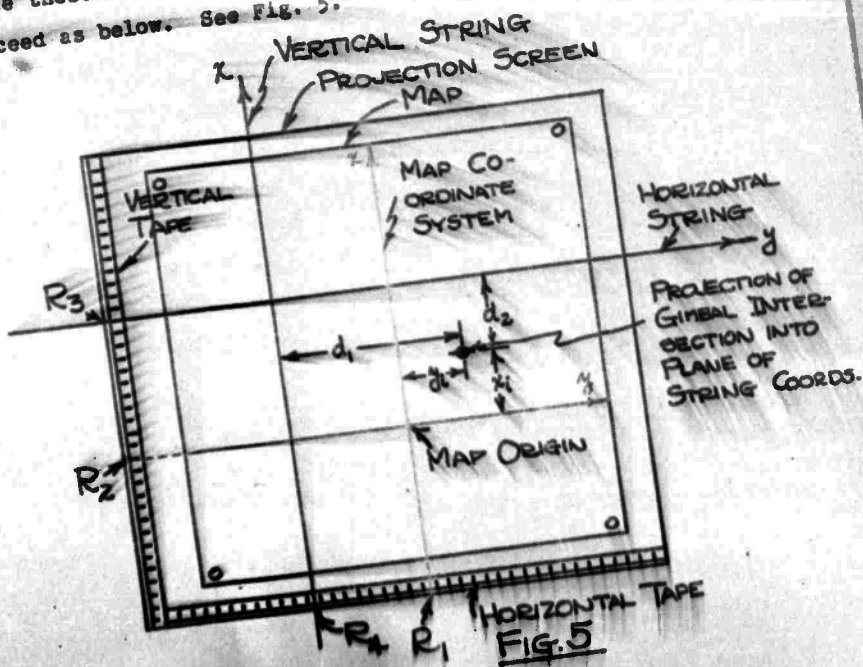 ceed as below. See Fig. 5.
x
VERTICAL STRING
PROJECTION SCREEN
MAP
VERTICAL
TAPE
MAP CO-
ORDINATE
SYSTEM
HORIZONTAL
STRING
y
R3
d1
d2
yi
xi
PROJECTION OF
GIMBAL INTER-
SECTION INTO
PLANE OF
STRING COORDS.
R2
MAP ORIGIN
R4
R1
HORIZONTAL TAPE
FIG. 5